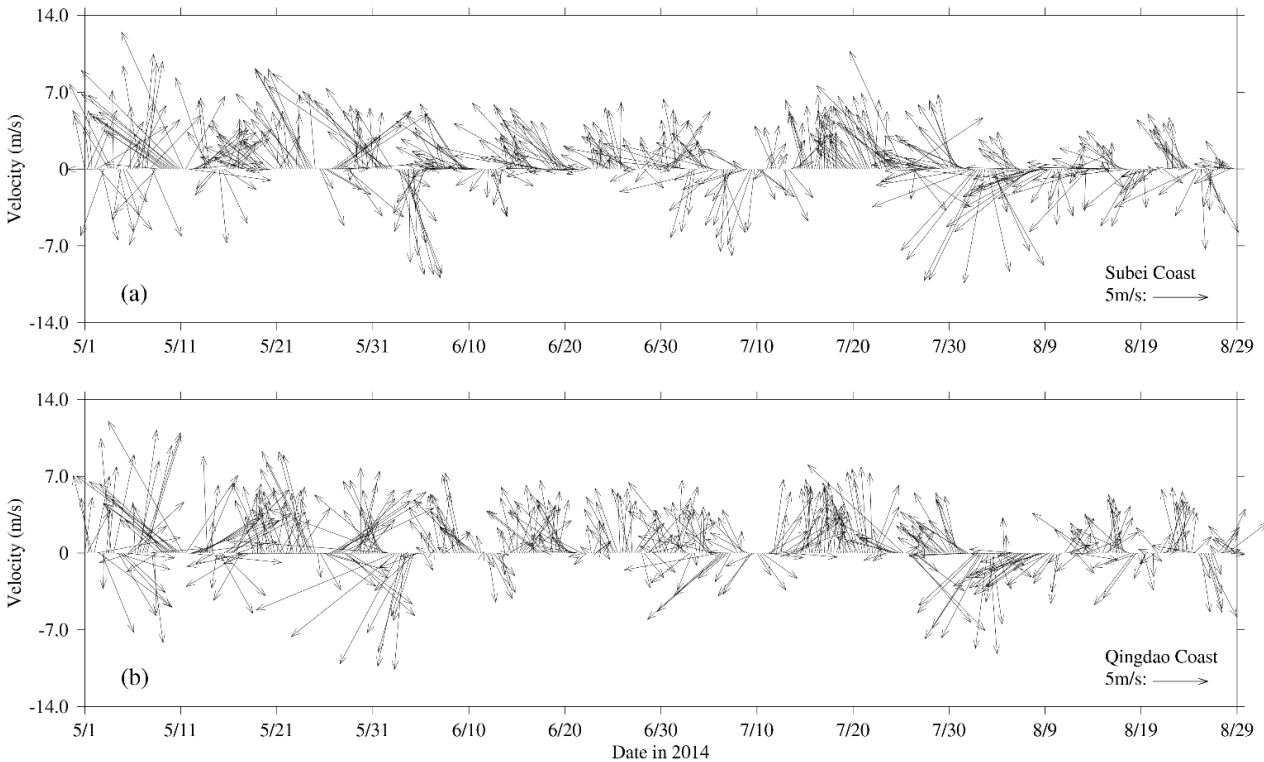 14.0
7.0
0
-7.0
-14.0
Velocity (m/s)
(a)
Subei Coast
5m/s:
5/1 5/11 5/21 5/31 6/10 6/20 6/30 7/10 7/20 7/30 8/9 8/19 8/29
14.0
7.0
0
-7.0
-14.0
Velocity (m/s)
(b)
Qingdao Coast
5m/s:
5/1 5/11 5/21 5/31 6/10 6/20 6/30 7/10 7/20 7/30 8/9 8/19 8/29
Date in 2014